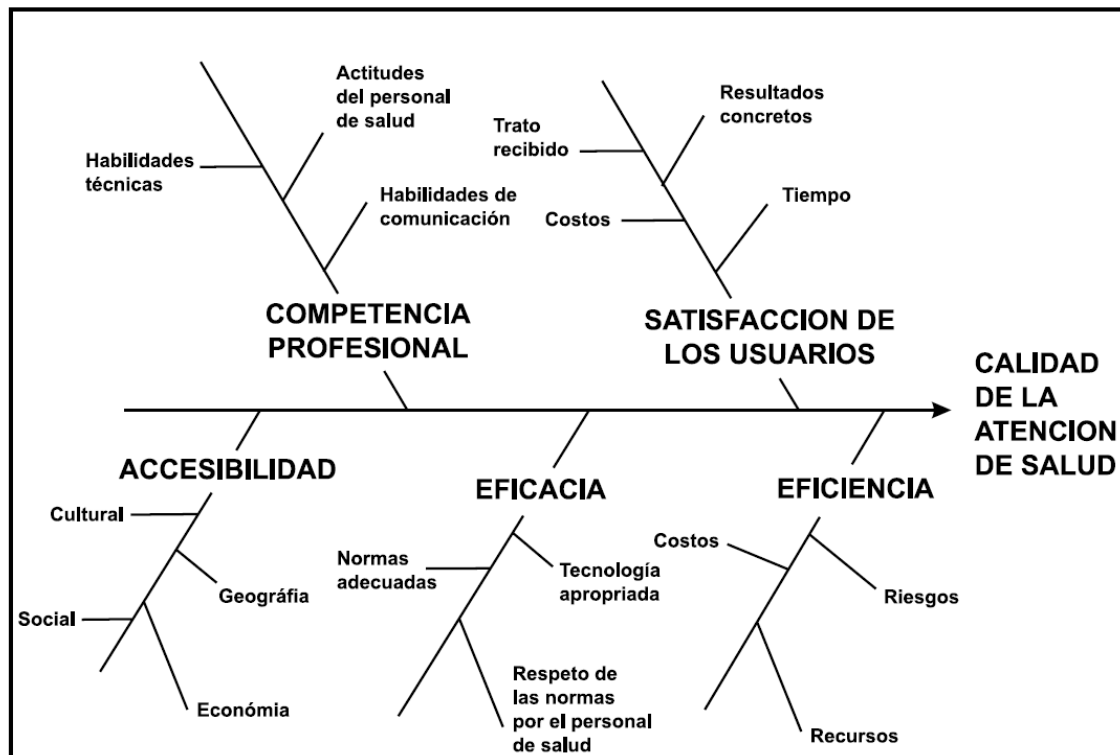 Actitudes
del personal
de salud
Habilidades
técnicas
Habilidades de
comunicación
COMPETENCIA
PROFESIONAL
Resultados
concretos
Trato
recibido
Costos
Tiempo
SATISFACCION DE
LOS USUARIOS
CALIDAD
DE LA
ATENCION
DE SALUD
ACCESIBILIDAD
Cultural
Geográfia
Social
Económia
EFICACIA
Normas
adecuadas
Tecnología
apropriada
Respeto de
las normas
por el personal
de salud
EFICIENCIA
Costos
Riesgos
Recursos